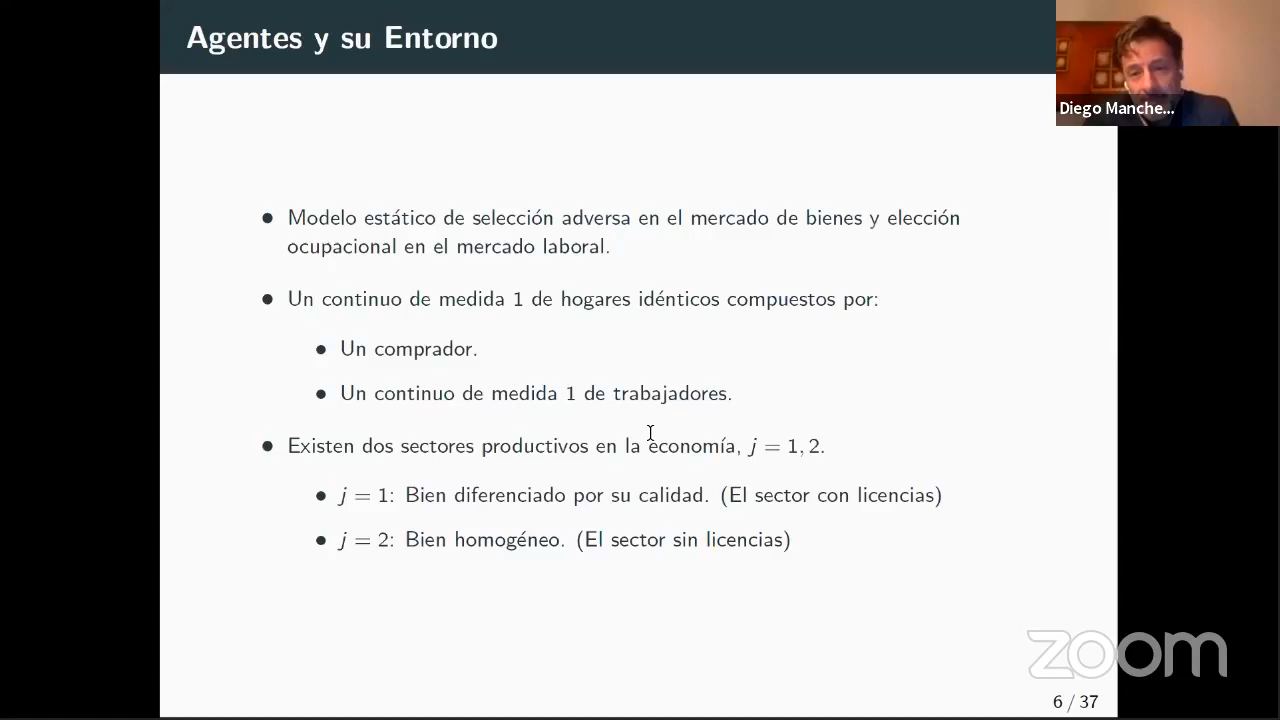 Agentes y su Entorno
Diego Manche...
● Modelo estático de selección adversa en el mercado de bienes y elección
ocupacional en el mercado laboral.
● Un continuo de medida 1 de hogares idénticos compuestos por:
● Un comprador.
● Un continuo de medida 1 de trabajadores.
● Existen dos sectores productivos en la economía, j = 1, 2.
● j = 1: Bien diferenciado por su calidad. (El sector con licencias)
● j = 2: Bien homogéneo. (El sector sin licencias)
zoom
6 / 37